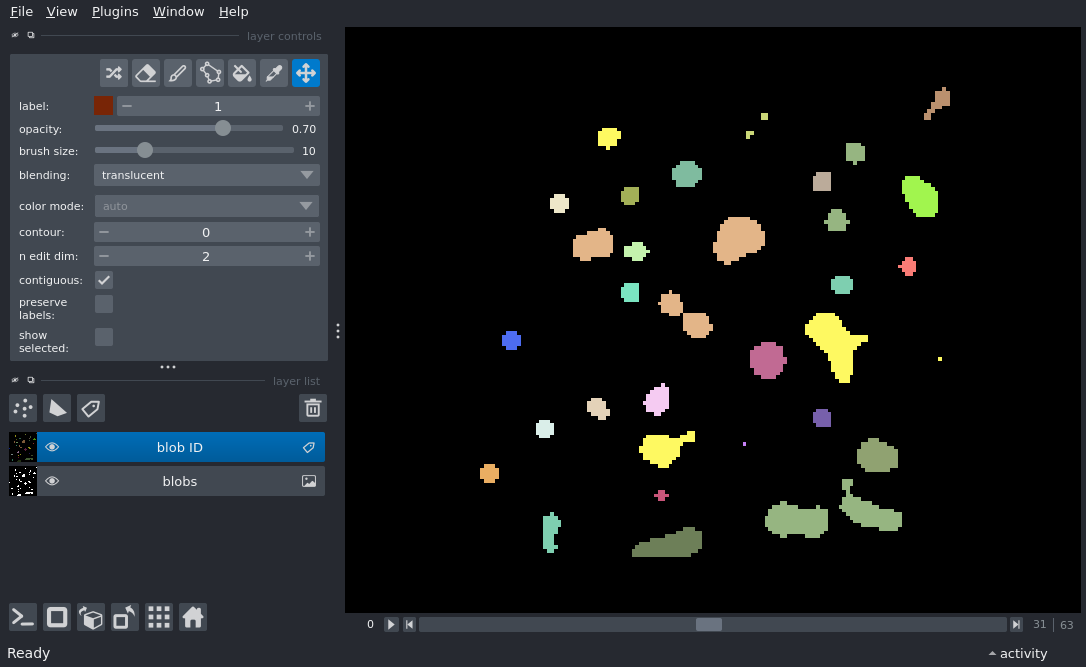 File View Plugins Window Help
layer controls
label: 1
opacity: 0.70
brush size: 10
blending: translucent
color mode: auto
contour: 0
n edit dim: 2
contiguous:
preserve
labels:
show
selected:
layer list
blob ID
blobs
0 31 | 63
Ready activity